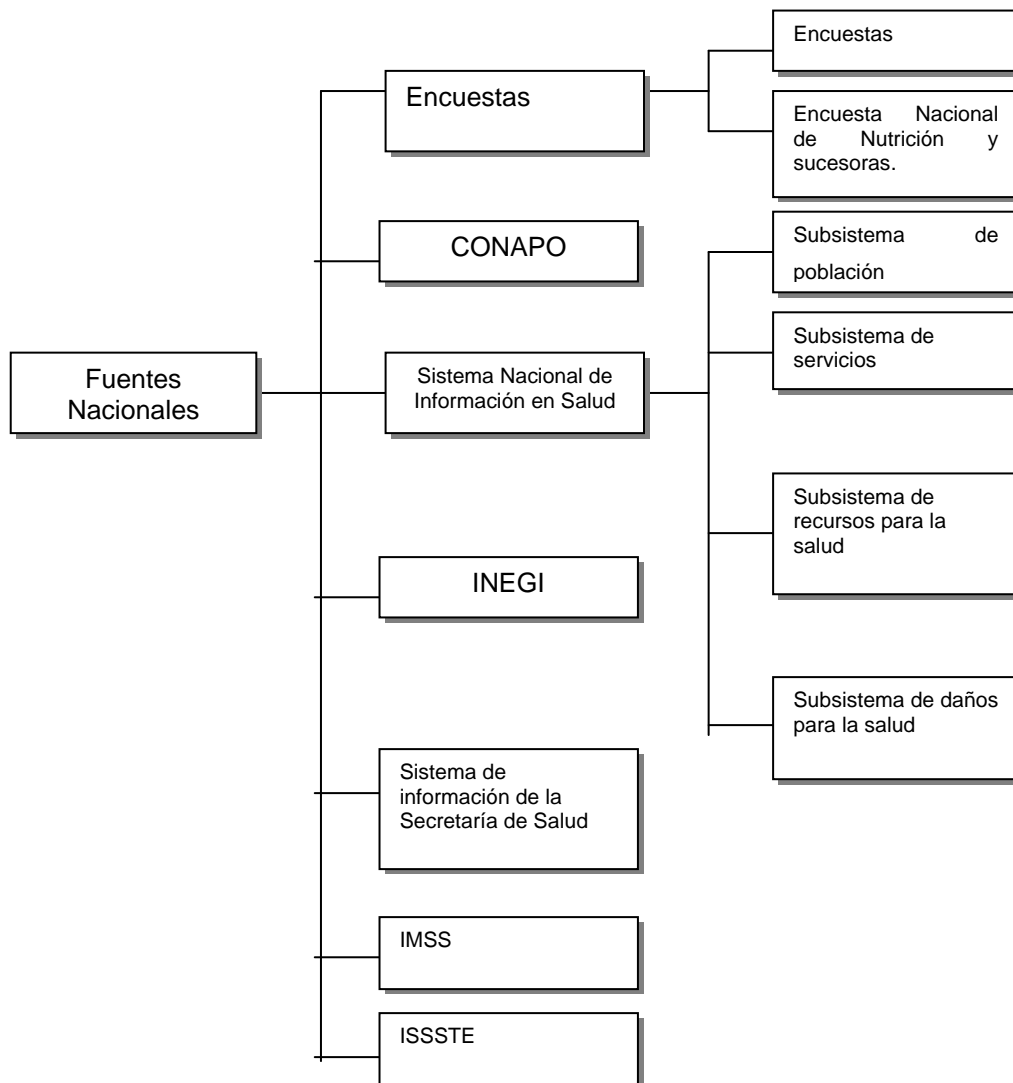 Fuentes
Nacionales
Encuestas
Encuestas
Encuesta Nacional
de Nutrición y
sucesoras.
CONAPO
Sistema Nacional de
Información en Salud
Subsistema de
población
Subsistema de
servicios
Subsistema de
recursos para la
salud
Subsistema de daños
para la salud
INEGI
Sistema de
información de la
Secretaría de Salud
IMSS
ISSSTE